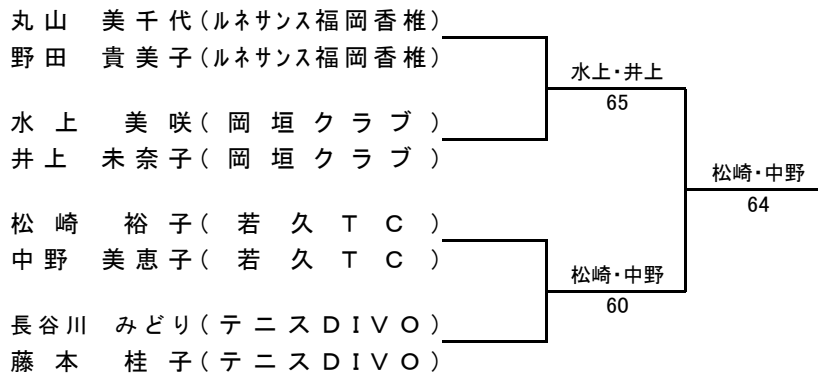 丸山 美千代(ルネサンス福岡香椎)
野田 貴美子(ルネサンス福岡香椎)
水上・井上
65
水上 美咲(岡垣クラブ)
井上 未奈子(岡垣クラブ)
松崎・中野
64
松崎 裕子(若久TC)
中野 美恵子(若久TC)
松崎・中野
60
長谷川 みどり(テニスDIVO)
藤本 桂子(テニスDIVO)